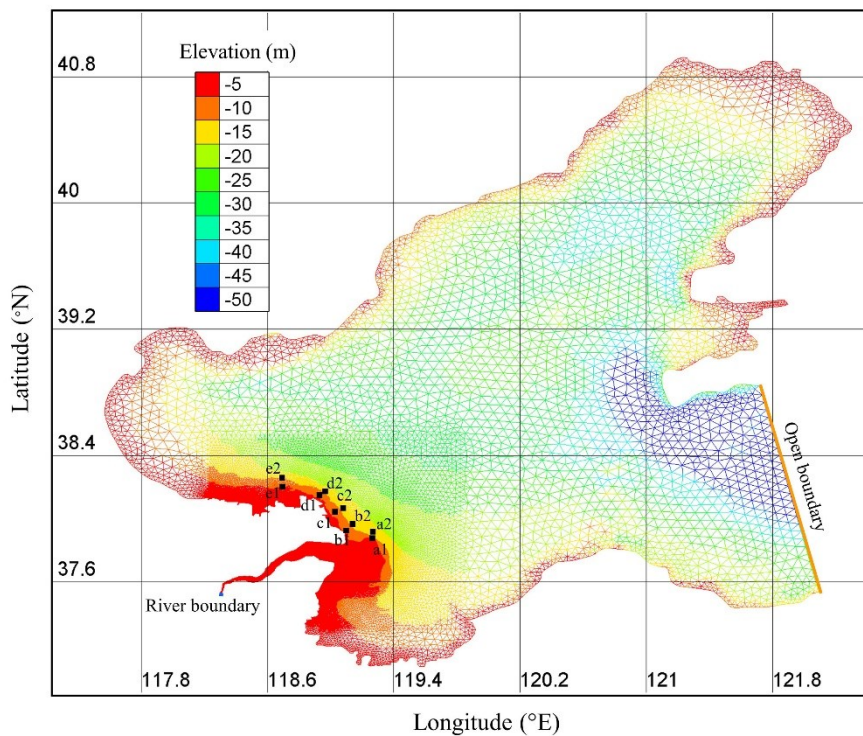 Elevation (m)
-5
-10
-15
-20
-25
-30
-35
-40
-45
-50
40.8
40
39.2
38.4
37.6
Latitude (°N)
e2
e1
d2
d1
c2
c1
b2
b1
a2
a1
Open boundary
River boundary
117.8
118.6
119.4
120.2
121
121.8
Longitude (°E)